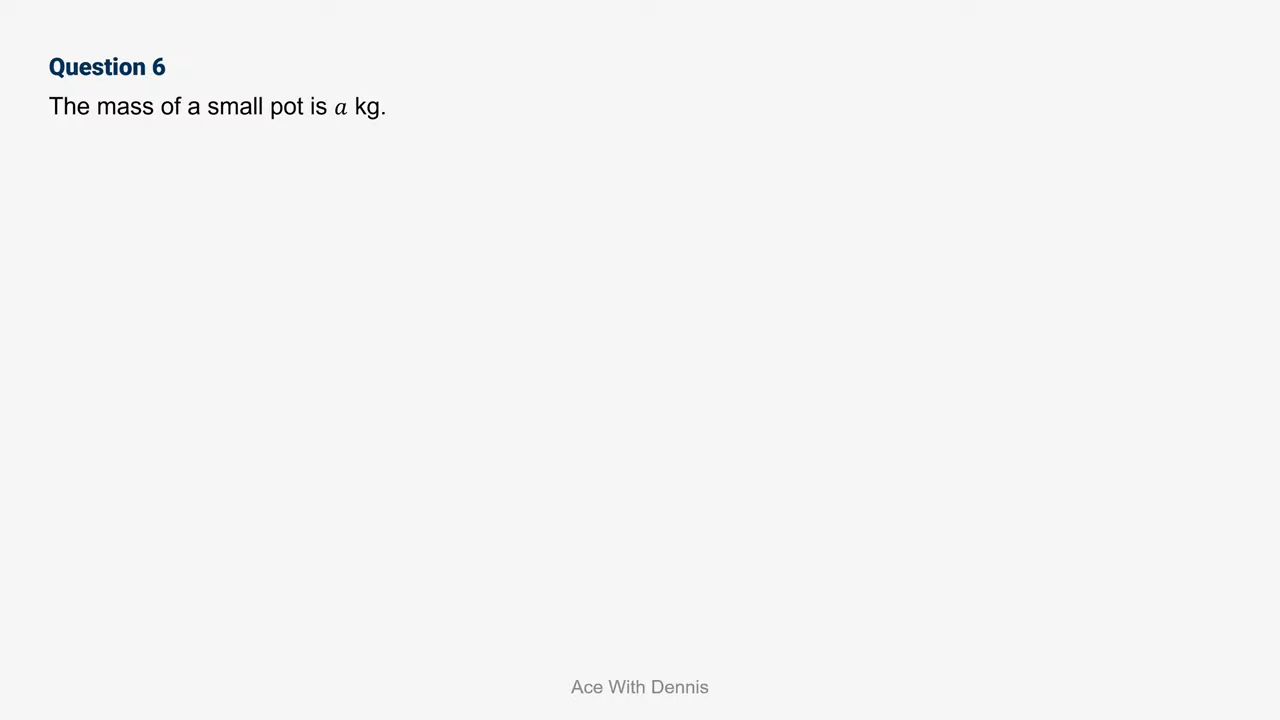 Question 6
The mass of a small pot is a kg.
Ace With Dennis